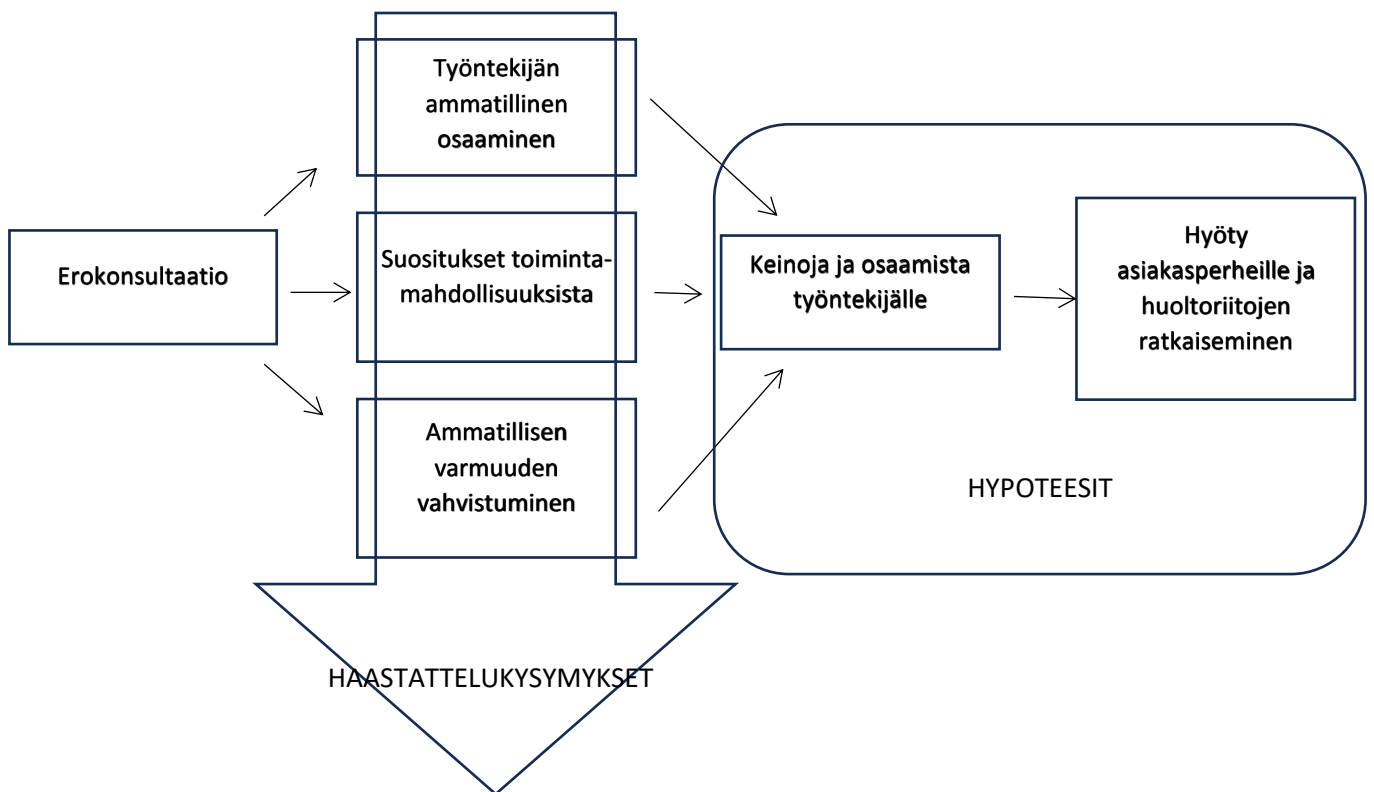 Työntekijän
ammatillinen
osaaminen
Erokonsultaatio
Suositukset toiminta-
mahdollisuuksista
Ammatillisen
varmuuden
vahvistuminen
Keinoja ja osaamista
työntekijälle
Hyöty
asiakasperheille ja
huoltoriitojen
ratkaiseminen
HYPOTEESIT
HAASTATTELUKYSYMYKSET